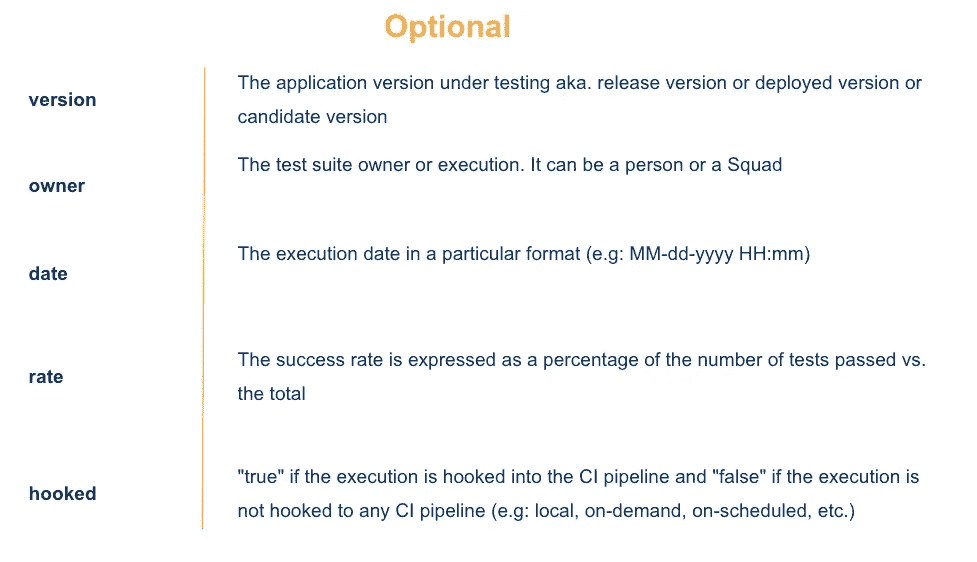 Optional
version
The application version under testing aka. release version or deployed version or
candidate version
owner
The test suite owner or execution. It can be a person or a Squad
date
The execution date in a particular format (e.g: MM-dd-yyyy HH:mm)
rate
The success rate is expressed as a percentage of the number of tests passed vs.
the total
hooked
"true" if the execution is hooked into the CI pipeline and "false" if the execution is
not hooked to any CI pipeline (e.g: local, on-demand, on-scheduled, etc.)